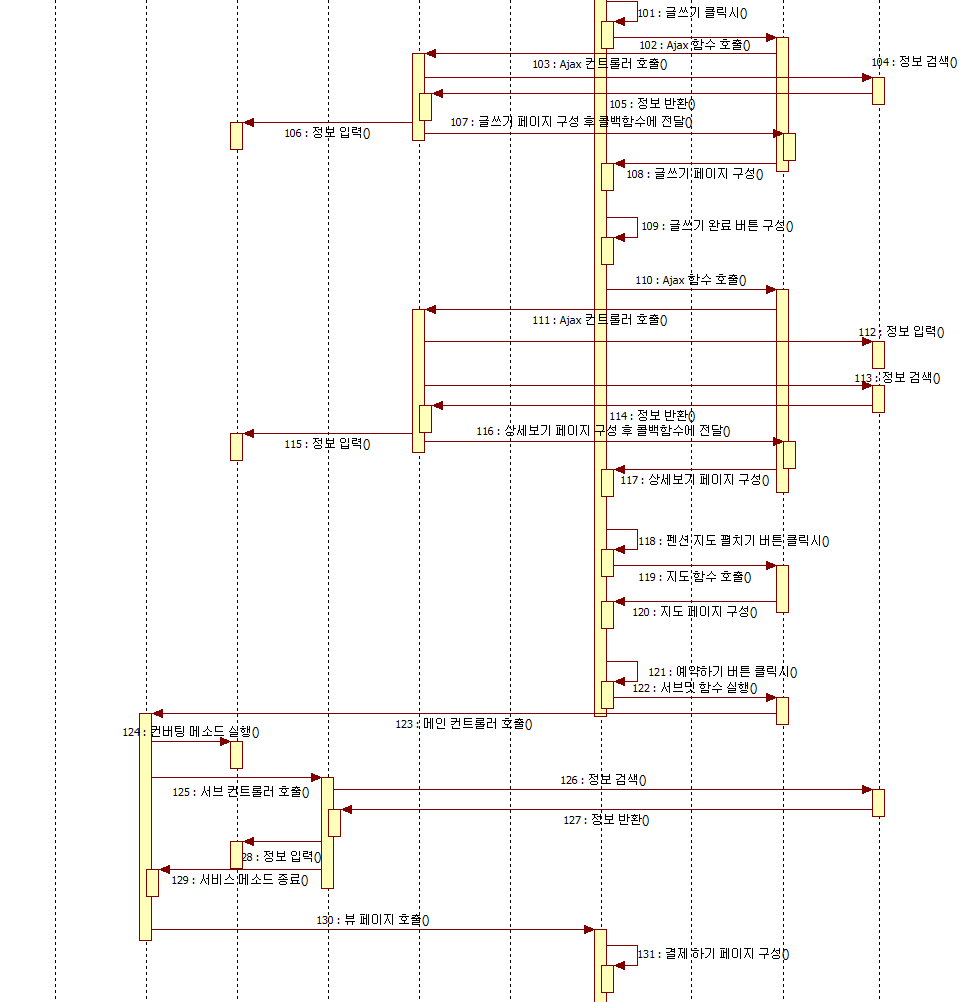 101 : 글쓰기 클릭시()
102 : Ajax 함수 호출()
103 : Ajax 컨트롤러 호출()
104 : 정보 검색()
105 : 정보 반환()
106 : 정보 입력()
107 : 글쓰기 페이지 구성 후 콜백함수에 전달()
108 : 글쓰기 페이지 구성()
109 : 글쓰기 완료 버튼 구성()
110 : Ajax 함수 호출()
111 : Ajax 컨트롤러 호출()
112 : 정보 입력()
113 : 정보 검색()
114 : 정보 반환()
115 : 정보 입력()
116 : 상세보기 페이지 구성 후 콜백함수에 전달()
117 : 상세보기 페이지 구성()
118 : 펜션 지도 펼치기 버튼 클릭시()
119 : 지도 함수 호출()
120 : 지도 페이지 구성()
121 : 예약하기 버튼 클릭시()
122 : 서브밋 함수 실행()
123 : 메인 컨트롤러 호출()
124 : 컨버팅 메소드 실행()
125 : 서브 컨트롤러 호출()
126 : 정보 검색()
127 : 정보 반환()
28 : 정보 입력()
129 : 서비스 메소드 종료()
130 : 뷰 페이지 호출()
131 : 결제 하기 페이지 구성()